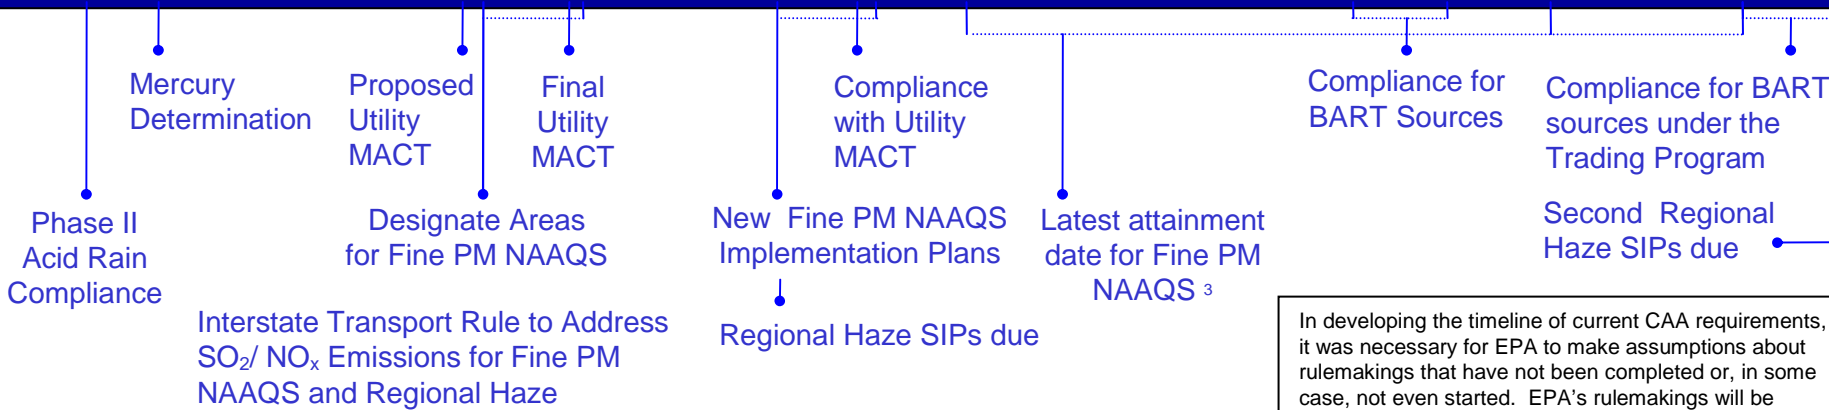 Mercury
Determination
Proposed
Utility
MACT
Final
Utility
MACT
Compliance
with Utility
MACT
Compliance for
BART Sources
Compliance for BART
sources under the
Trading Program
Phase II
Acid Rain
Compliance
Designate Areas
for Fine PM NAAQS
New Fine PM NAAQS
Implementation Plans
Latest attainment
date for Fine PM
NAAQS 3
Second Regional
Haze SIPs due
Interstate Transport Rule to Address
SO2/ NOx Emissions for Fine PM
NAAQS and Regional Haze
Regional Haze SIPs due
In developing the timeline of current CAA requirements,
it was necessary for EPA to make assumptions about
rulemakings that have not been completed or, in some
case, not even started. EPA's rulemakings will be